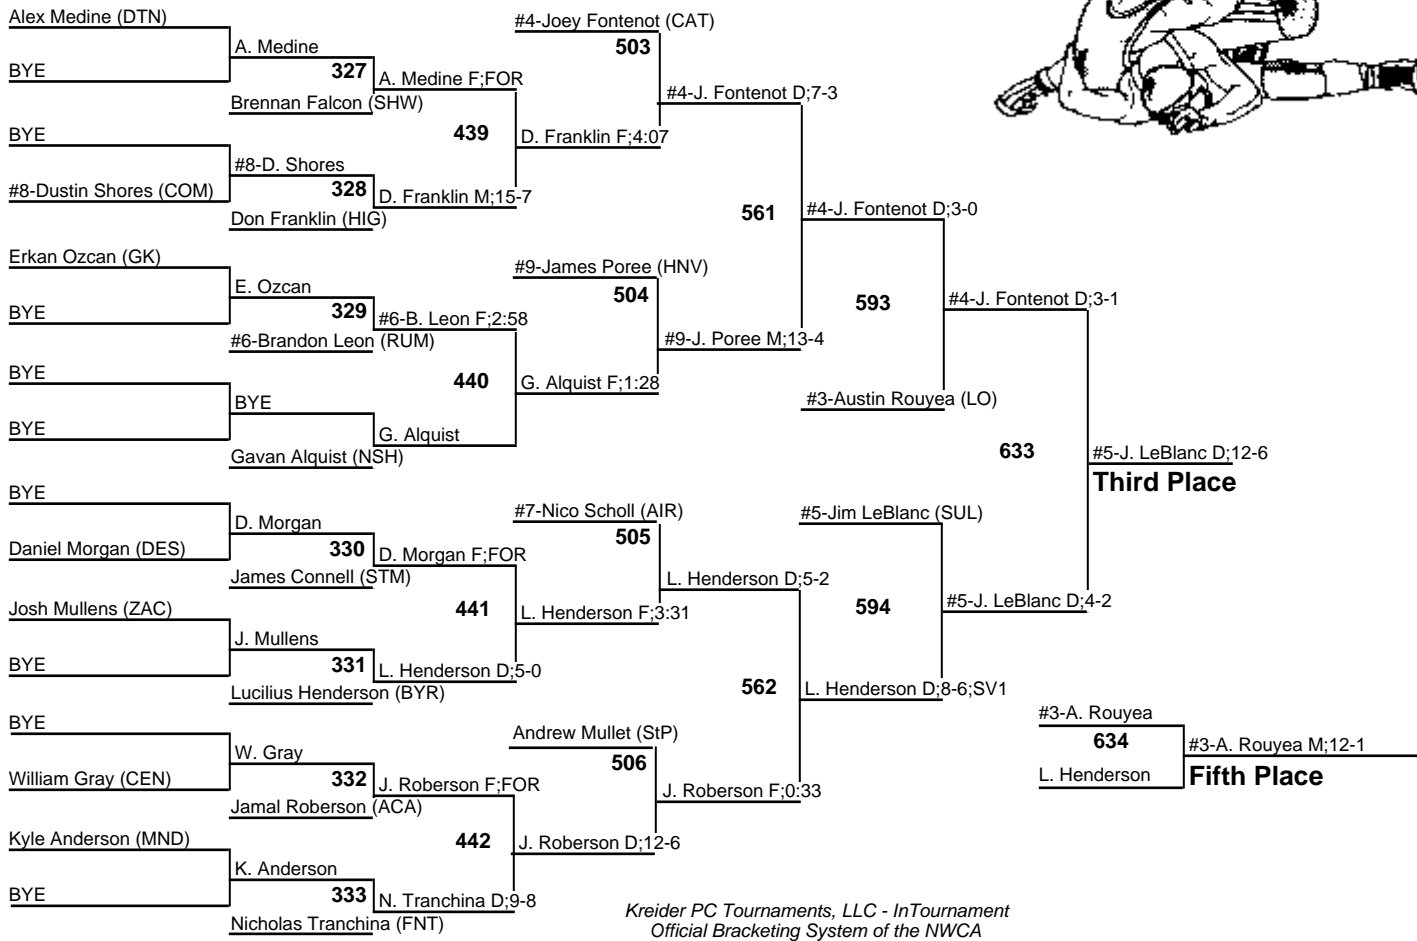 Alex Medine (DTN)
BYE
BYE
#8-Dustin Shores (COM)
Erkan Ozcan (GK)
BYE
BYE
BYE
BYE
Daniel Morgan (DES)
Josh Mullens (ZAC)
BYE
BYE
William Gray (CEN)
Kyle Anderson (MND)
BYE
A. Medine
327
Brennan Falcon (SHW)
#8-D. Shores
328
Don Franklin (HIG)
E. Ozcan
329
#6-Brandon Leon (RUM)
BYE
Gavan Alquist (NSH)
D. Morgan
330
James Connell (STM)
J. Mullens
331
Lucilius Henderson (BYR)
W. Gray
332
Jamal Roberson (ACA)
K. Anderson
333
Nicholas Tranchina (FNT)
A. Medine F;FOR
439
D. Franklin M;15-7
#6-B. Leon F;2:58
440
G. Alquist
D. Morgan F;FOR
441
L. Henderson D;5-0
J. Roberson F;FOR
442
N. Tranchina D;9-8
#4-Joey Fontenot (CAT)
503
D. Franklin F;4:07
#9-James Poree (HNV)
504
G. Alquist F;1:28
#7-Nico Scholl (AIR)
505
L. Henderson F;3:31
Andrew Mullet (StP)
506
J. Roberson D;12-6
#4-J. Fontenot D;7-3
561
#9-J. Poree M;13-4
L. Henderson D;5-2
562
J. Roberson F;0:33
#4-J. Fontenot D;3-0
593
#3-Austin Rouyea (LO)
#5-Jim LeBlanc (SUL)
594
L. Henderson D;8-6;SV1
#4-J. Fontenot D;3-1
633
#5-J. LeBlanc D;4-2
#5-J. LeBlanc D;12-6
Third Place
#3-A. Rouyea
634
L. Henderson
#3-A. Rouyea M;12-1
Fifth Place
Kreider PC Tournaments, LLC - InTournament
Official Bracketing System of the NWCA